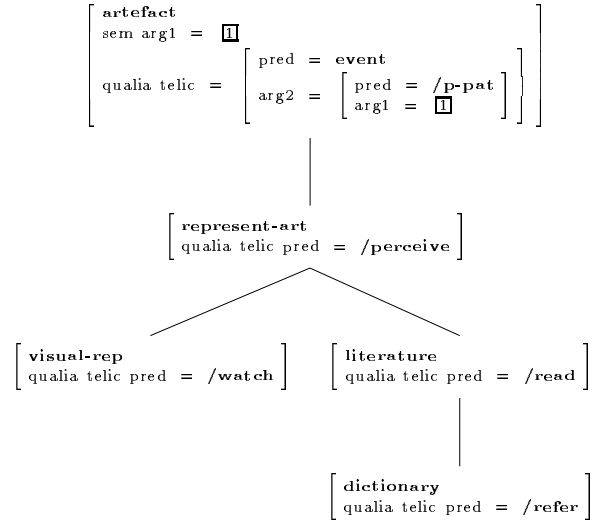 artefact
sem arg1 = 1
qualia telic =
pred = event
arg2 =
pred = /p-pat
arg1 = 1
represent-art
qualia telic pred = /perceive
visual-rep
qualia telic pred = /watch
literature
qualia telic pred = /read
dictionary
qualia telic pred = /refer